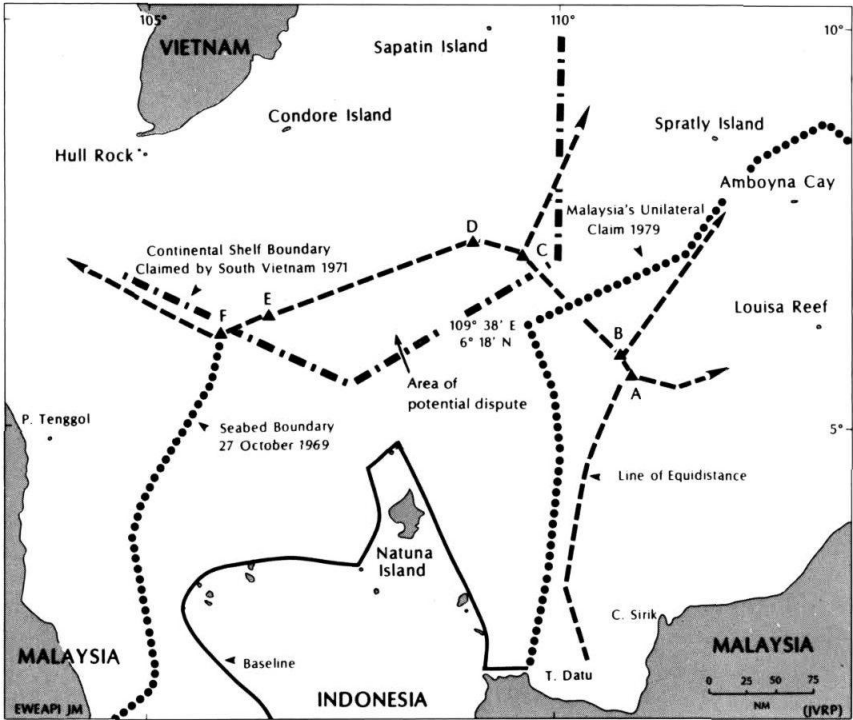 105°
110°
10°
VIETNAM
Sapatin Island
Condore Island
Spratly Island
Hull Rock
Amboyna Cay
D
Malaysia's Unilateral
Claim 1979
C
Continental Shelf Boundary
Claimed by South Vietnam 1971
E
F
Louisa Reef
109° 38' E
6° 18' N
B
A
Area of
potential dispute
P. Tenggol
Seabed Boundary
27 October 1969
5°
Line of Equidistance
Natuna
Island
C. Sirik
MALAYSIA
Baseline
MALAYSIA
T. Datu
0 25 50 75
NM
INDONESIA
EWEAPI JM
(JVRP)